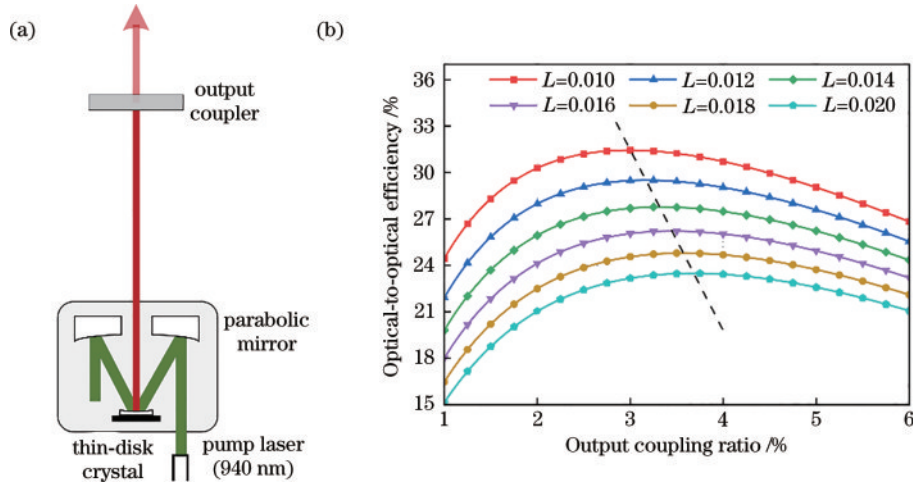 (a)
output
coupler
parabolic
mirror
thin-disk
crystal
pump laser
(940 nm)
(b)
Optical-to-optical efficiency /%
36
33
30
27
24
21
18
15
L=0.010 L=0.012 L=0.014
L=0.016 L=0.018 L=0.020
1 2 3 4 5 6
Output coupling ratio /%